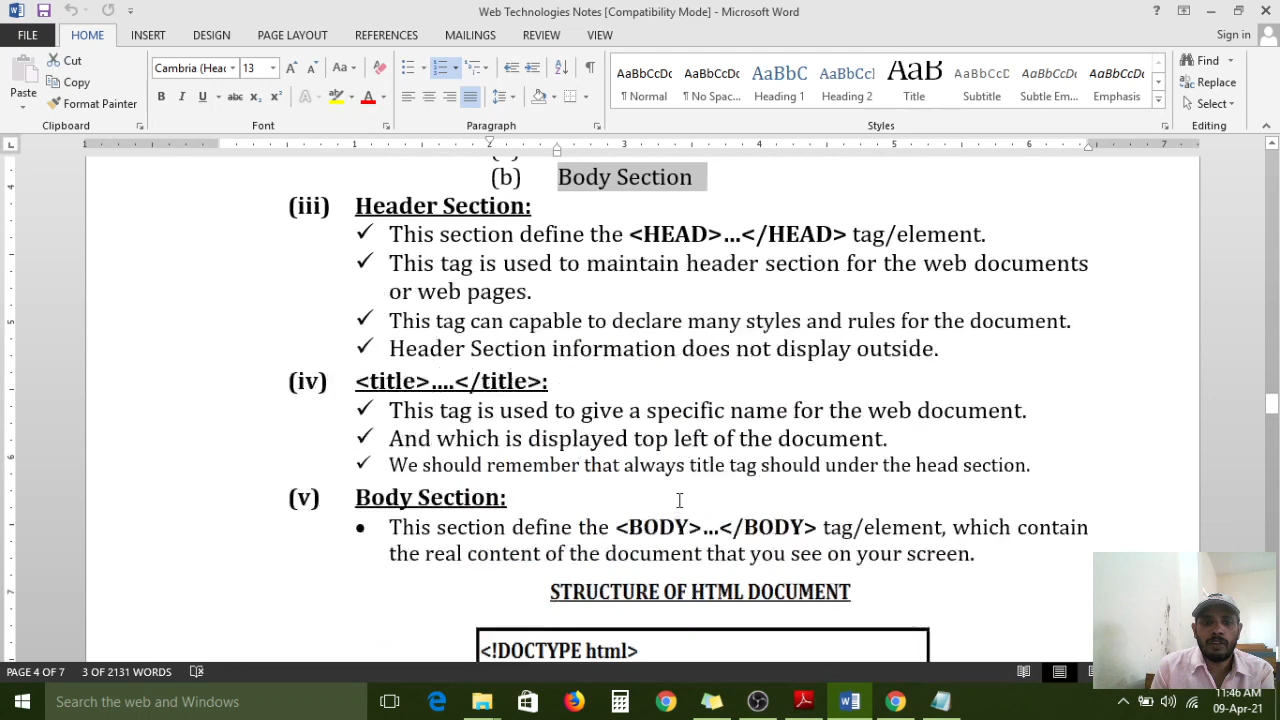 Web Technologies Notes [Compatibility Mode] - Microsoft Word
FILE HOME INSERT DESIGN PAGE LAYOUT REFERENCES MAILINGS REVIEW VIEW Sign in
Cut
Copy
Format Painter
Paste
Cambria (Hea 13
AaBbCcDc AaBbCcDc AaBbC AaBbCcI AaB AaBbCcD AaBbCcDc AaBbCcDc
¶ Normal ¶ No Spac... Heading 1 Heading 2 Title Subtitle Subtle Em... Emphasis
Find
Replace
Select
Clipboard Font Paragraph Styles Editing
(b) Body Section
(iii) Header Section:
✓ This section define the <HEAD>...</HEAD> tag/element.
✓ This tag is used to maintain header section for the web documents
or web pages.
✓ This tag can capable to declare many styles and rules for the document.
✓ Header Section information does not display outside.
(iv) <title>....</title>:
✓ This tag is used to give a specific name for the web document.
✓ And which is displayed top left of the document.
✓ We should remember that always title tag should under the head section.
(v) Body Section:
• This section define the <BODY>...</BODY> tag/element, which contain
the real content of the document that you see on your screen.
STRUCTURE OF HTML DOCUMENT
<!DOCTYPE html>
PAGE 4 OF 7 3 OF 2131 WORDS
Search the web and Windows
11:46 AM
09-Apr-21